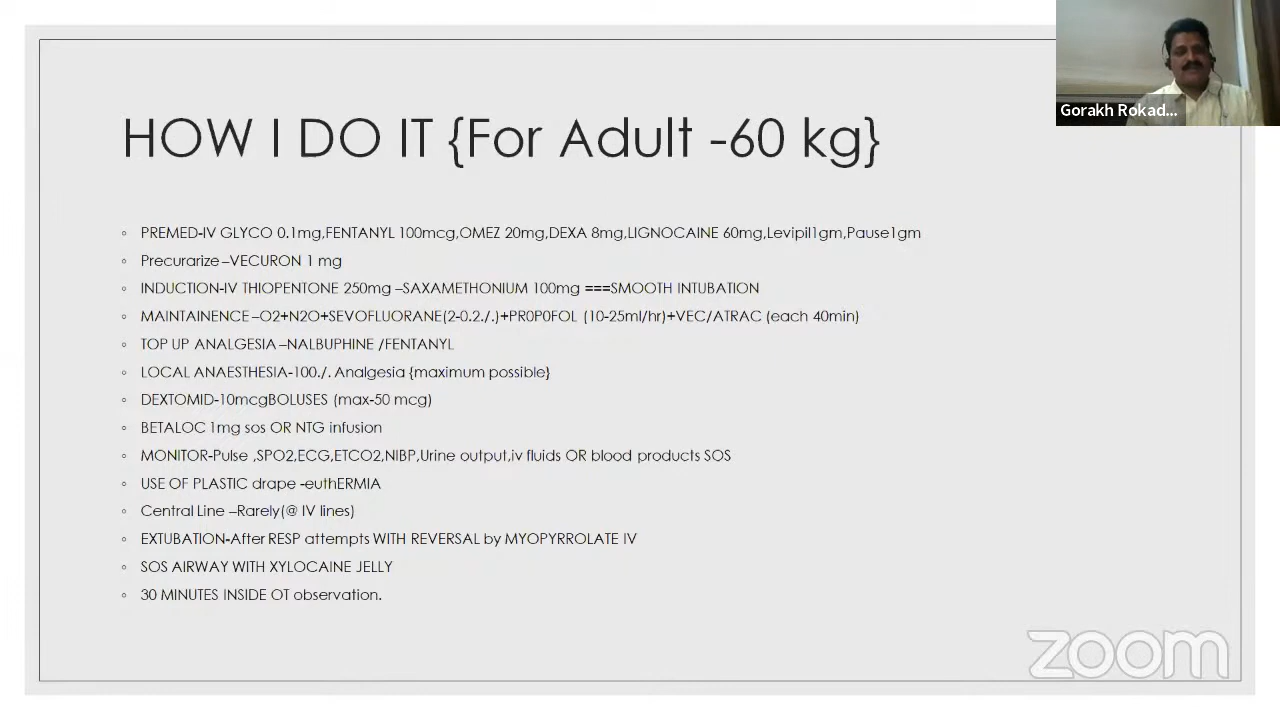 Gorakh Rokad...
HOW I DO IT {For Adult -60 kg}
◦ PREMED-IV GLYCO 0.1mg,FENTANYL 100mcg,OMEZ 20mg,DEXA 8mg,LIGNOCAINE 60mg,Levipil1gm,Pause1gm
◦ Precurarize –VECURON 1 mg
◦ INDUCTION-IV THIOPENTONE 250mg –SAXAMETHONIUM 100mg ===SMOOTH INTUBATION
◦ MAINTAINENCE –O2+N2O+SEVOFLUORANE(2-0.2./.)+PR0P0FOL (10-25ml/hr)+VEC/ATRAC (each 40min)
◦ TOP UP ANALGESIA –NALBUPHINE /FENTANYL
◦ LOCAL ANAESTHESIA-100./. Analgesia {maximum possible}
◦ DEXTOMID-10mcgBOLUSES (max-50 mcg)
◦ BETALOC 1mg sos OR NTG infusion
◦ MONITOR-Pulse ,SPO2,ECG,ETCO2,NIBP,Urine output,iv fluids OR blood products SOS
◦ USE OF PLASTIC drape -euthERMIA
◦ Central Line –Rarely(@ IV lines)
◦ EXTUBATION-After RESP attempts WITH REVERSAL by MYOPYRROLATE IV
◦ SOS AIRWAY WITH XYLOCAINE JELLY
◦ 30 MINUTES INSIDE OT observation.
zoom